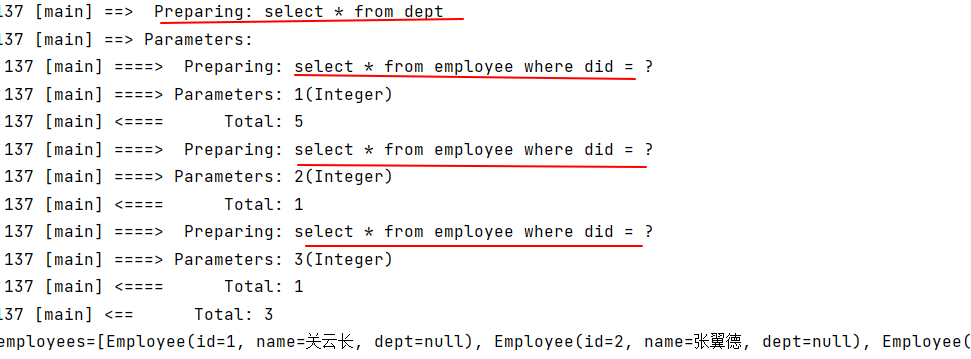 137 [main] ==>  Preparing: select * from dept
137 [main] ==> Parameters:
137 [main] ====>  Preparing: select * from employee where did = ?
137 [main] ====> Parameters: 1(Integer)
137 [main] <====      Total: 5
137 [main] ====>  Preparing: select * from employee where did = ?
137 [main] ====> Parameters: 2(Integer)
137 [main] <====      Total: 1
137 [main] ====>  Preparing: select * from employee where did = ?
137 [main] ====> Parameters: 3(Integer)
137 [main] <====      Total: 1
137 [main] <==      Total: 3
employees=[Employee(id=1, name=关云长, dept=null), Employee(id=2, name=张翼德, dept=null), Employee(